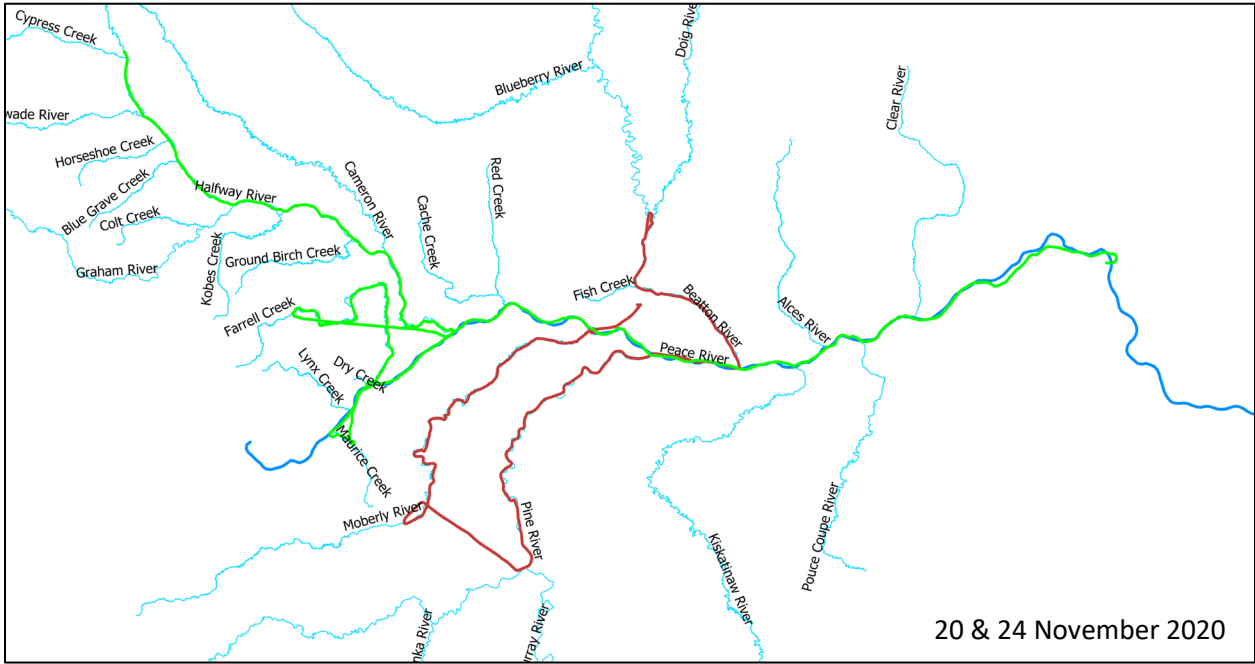 Cypress Creek
Doig Rive
Blueberry River
Clear River
wade River
Horseshoe Creek
Cameron River
Red Creek
Blue Grave Creek
Halfway River
Cache Creek
Colt Creek
Kobes Creek
Ground Birch Creek
Graham River
Fish Creek
Beatton River
Farrell Creek
Alces River
Peace River
Lynx Creek
Dry Creek
Maurice Creek
Moberly River
Pine River
Kiskatinaw River
Pouce Coupe River
nka River
urray River
20 & 24 November 2020